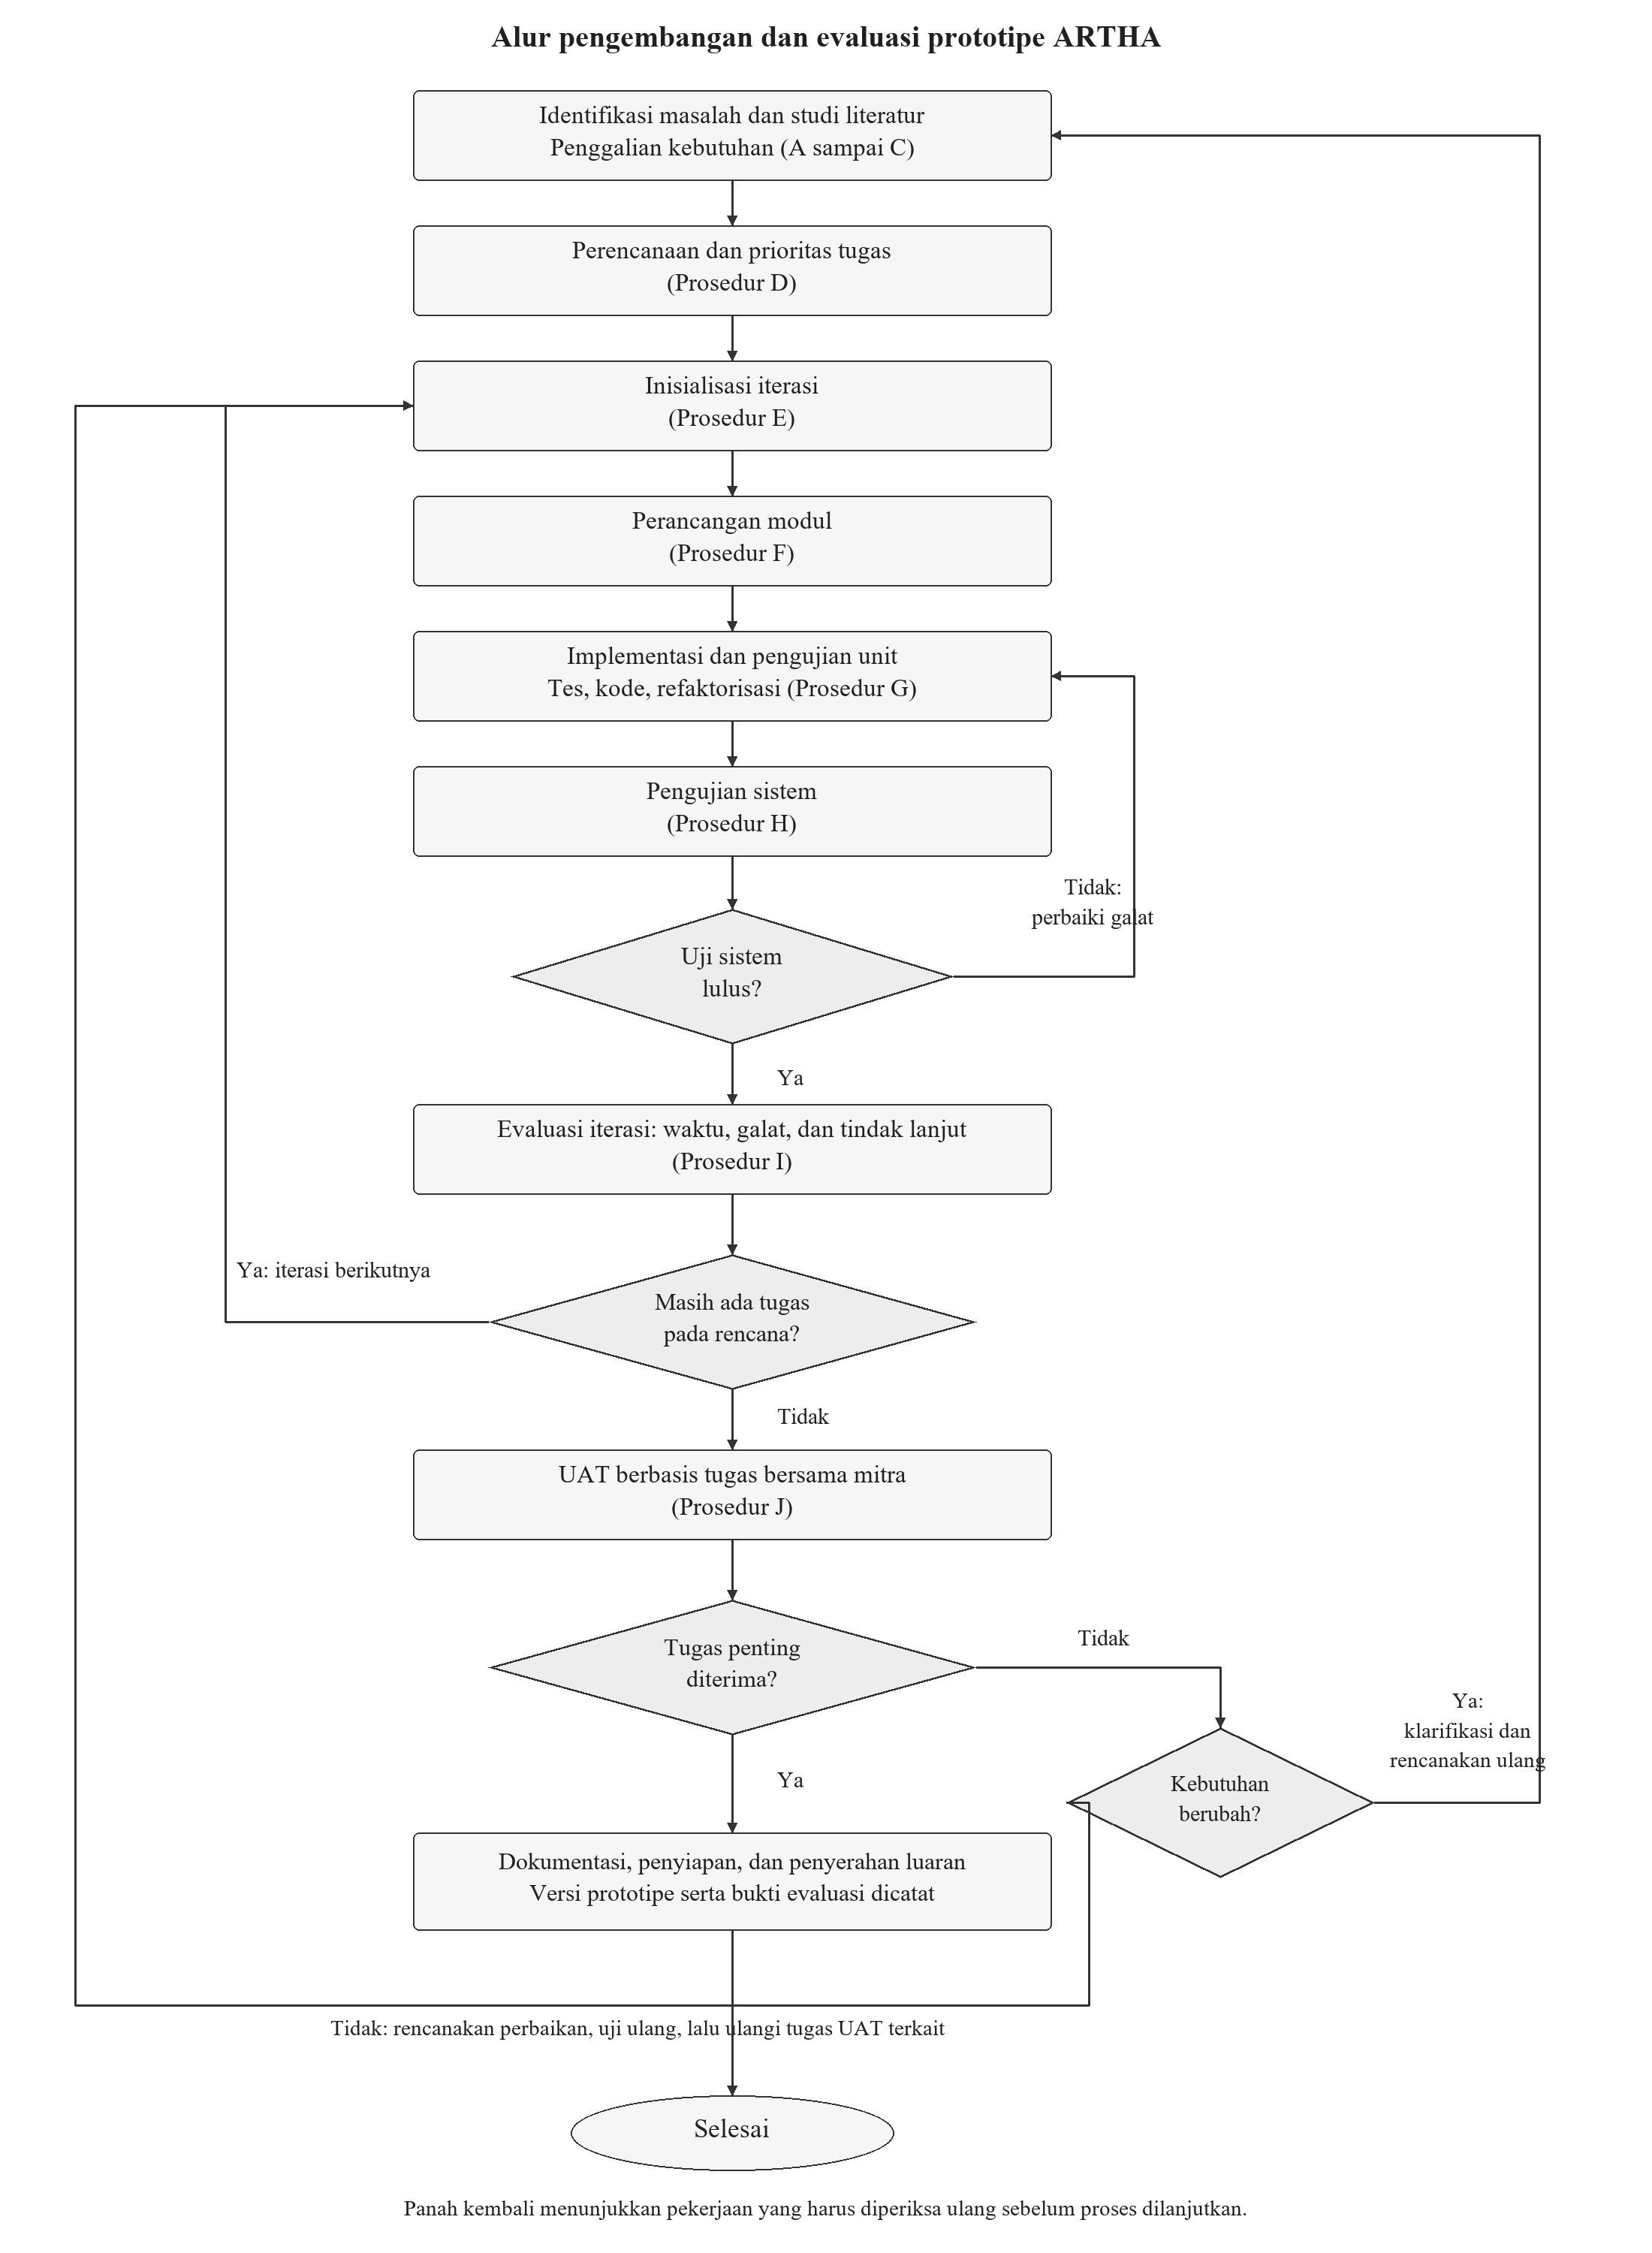 Alur pengembangan dan evaluasi prototipe ARTHA
Identifikasi masalah dan studi literatur
Penggalian kebutuhan (A sampai C)
Perencanaan dan prioritas tugas
(Prosedur D)
Inisialisasi iterasi
(Prosedur E)
Perancangan modul
(Prosedur F)
Implementasi dan pengujian unit
Tes, kode, refaktorisasi (Prosedur G)
Pengujian sistem
(Prosedur H)
Tidak:
perbaiki galat
Uji sistem
lulus?
Ya
Evaluasi iterasi: waktu, galat, dan tindak lanjut
(Prosedur I)
Ya: iterasi berikutnya
Masih ada tugas
pada rencana?
Tidak
UAT berbasis tugas bersama mitra
(Prosedur J)
Tugas penting
diterima?
Tidak
Ya:
klarifikasi dan
rencanakan ulang
Kebutuhan
berubah?
Ya
Dokumentasi, penyiapan, dan penyerahan luaran
Versi prototipe serta bukti evaluasi dicatat
Tidak: rencanakan perbaikan, uji ulang, lalu ulangi tugas UAT terkait
Selesai
Panah kembali menunjukkan pekerjaan yang harus diperiksa ulang sebelum proses dilanjutkan.